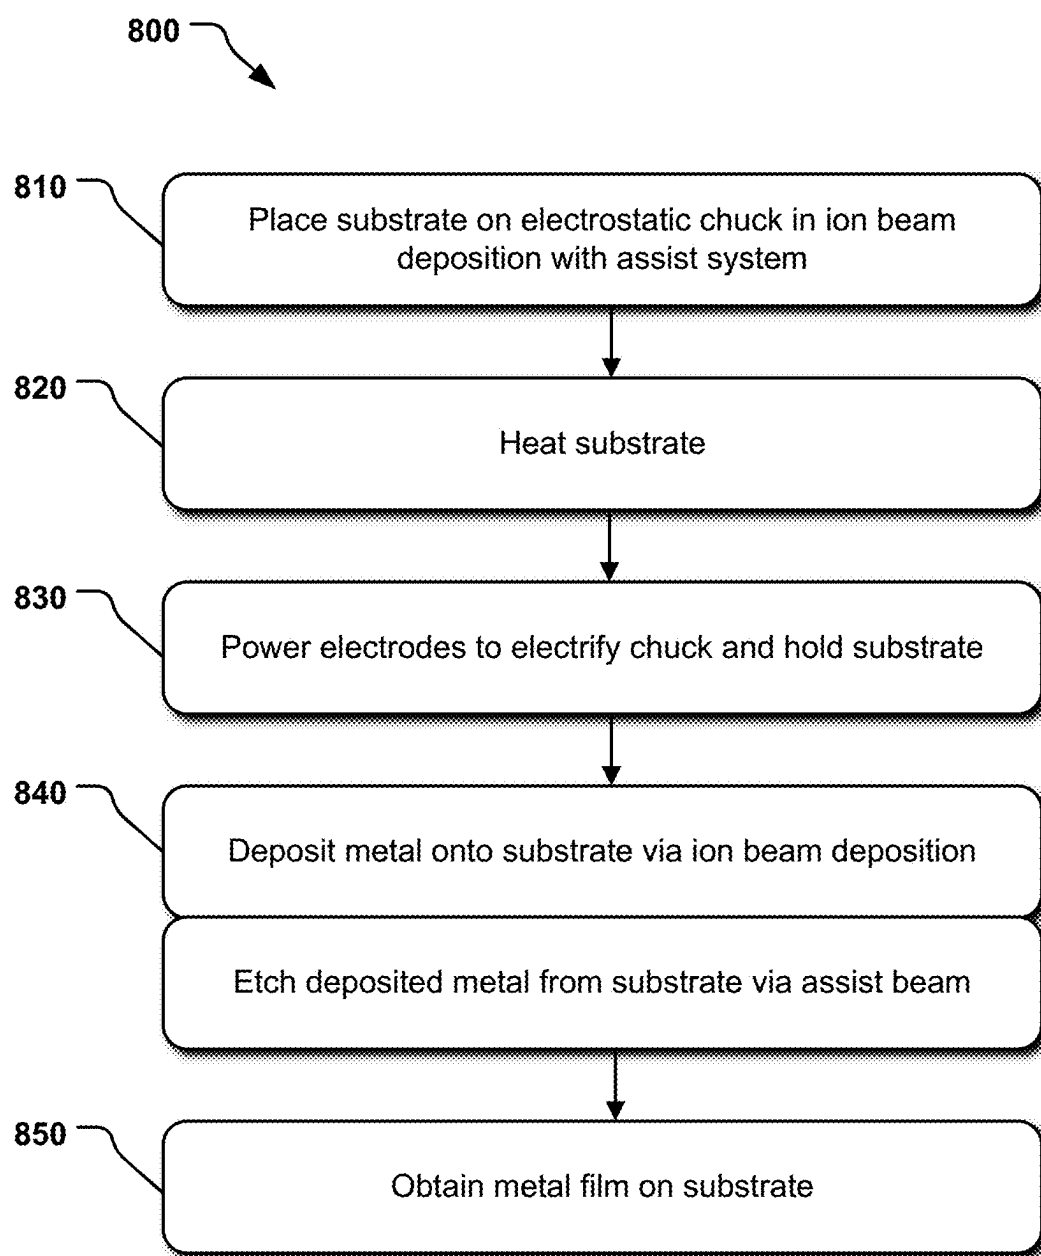 800
810
Place substrate on electrostatic chuck in ion beam
deposition with assist system
820
Heat substrate
830
Power electrodes to electrify chuck and hold substrate
840
Deposit metal onto substrate via ion beam deposition
Etch deposited metal from substrate via assist beam
850
Obtain metal film on substrate